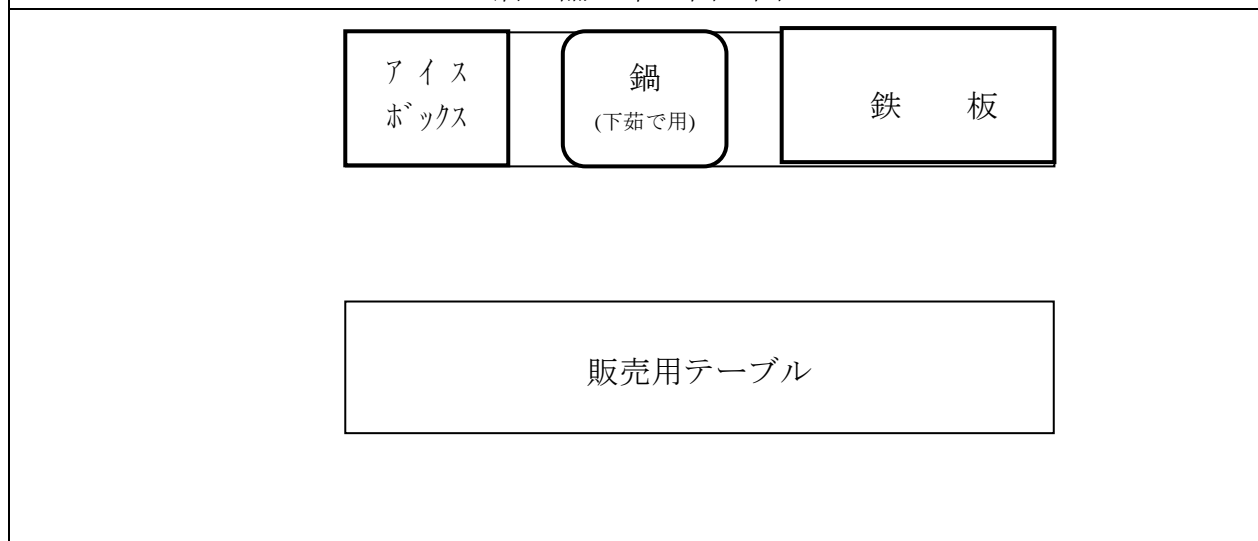 アイス
ボックス
鍋
(下茹で用)
鉄 板
販売用テーブル